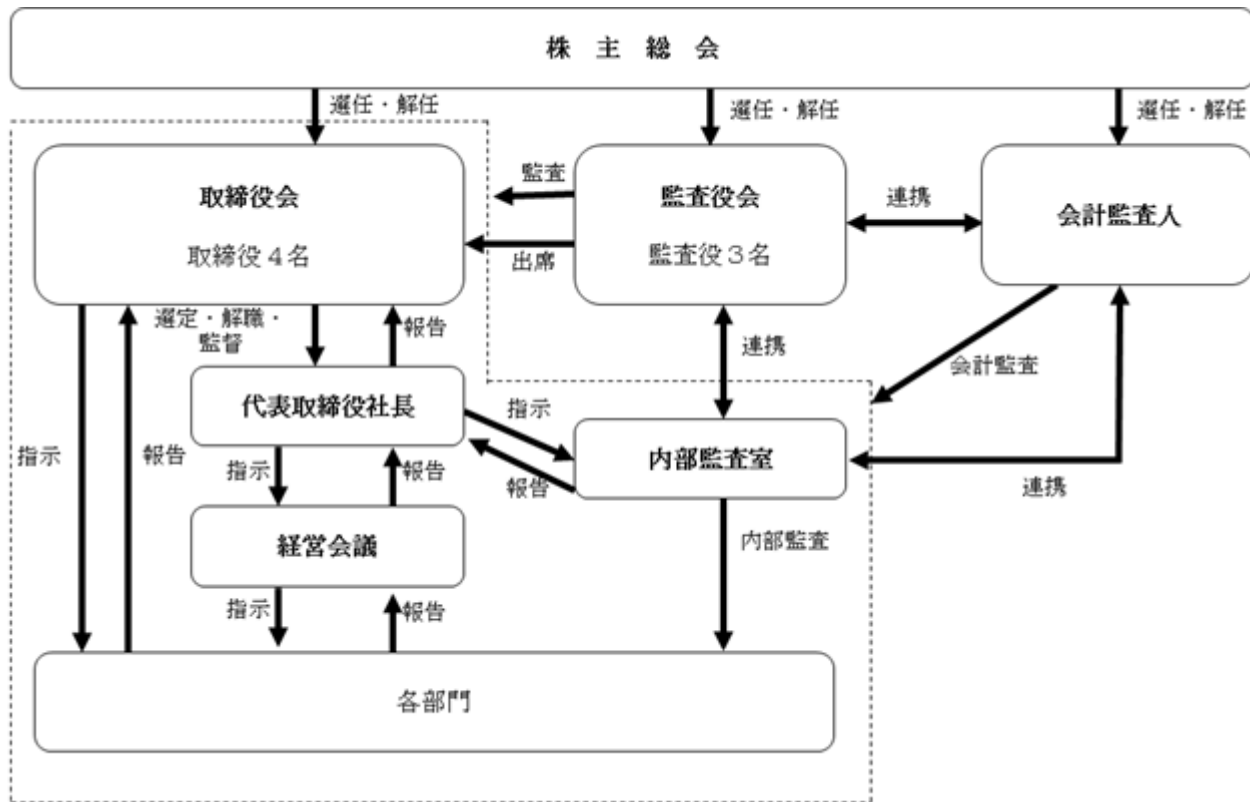 株　主　総　会
選任・解任
選任・解任
選任・解任
取締役会
取締役４名
監査
出席
監査役会
監査役３名
連携
会計監査人
選定・解職・
監督
報告
連携
会計監査
代表取締役社長
指示
報告
内部監査室
連携
指示
報告
指示
報告
経営会議
内部監査
指示
報告
各部門